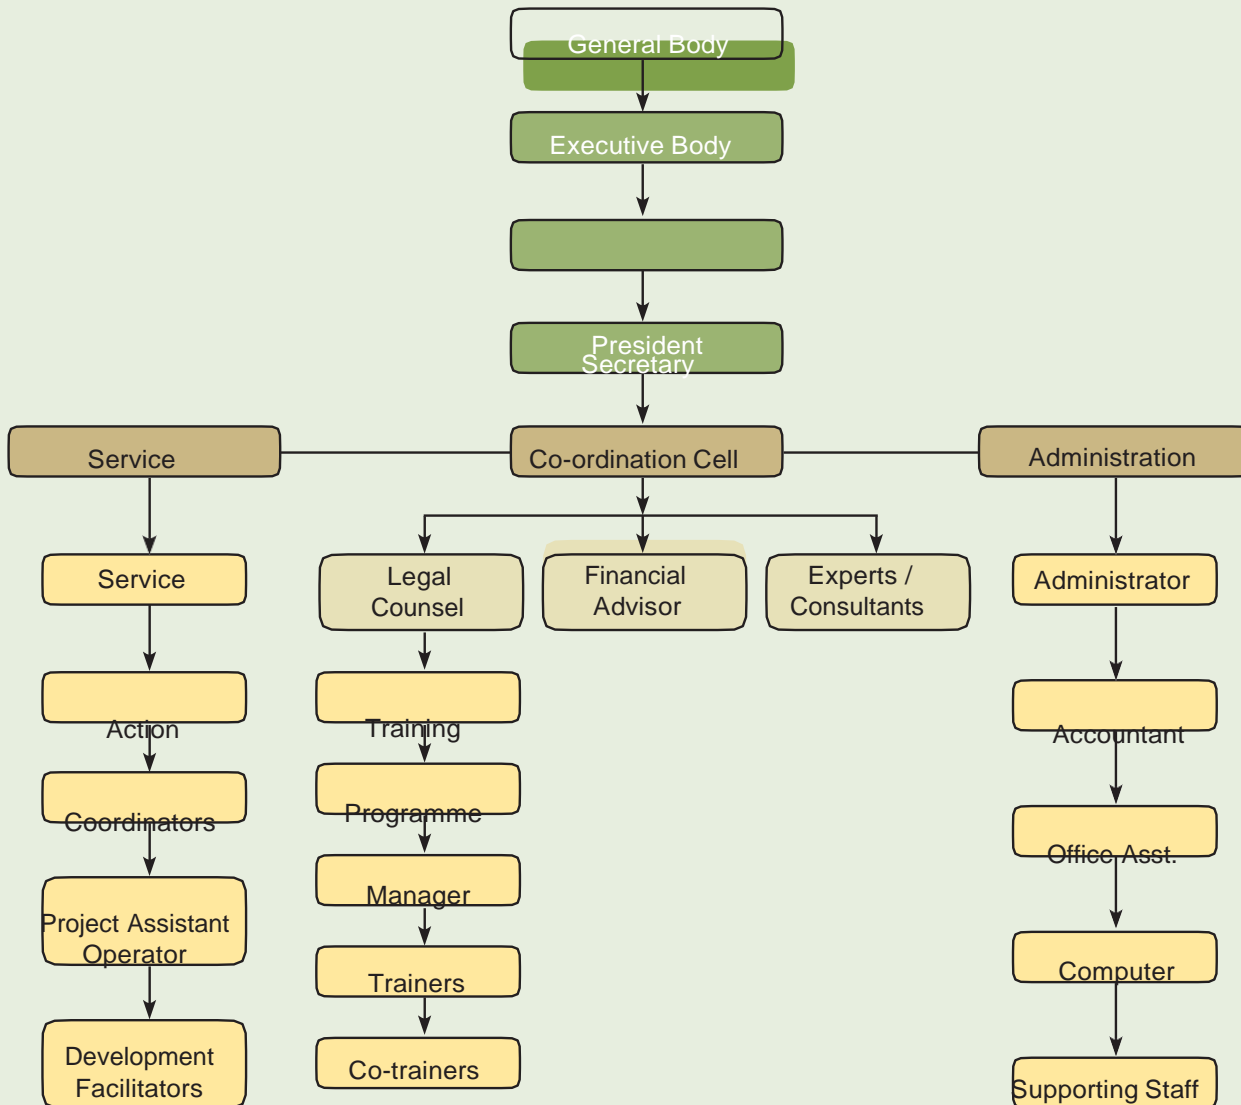 General Body
Executive Body
President
Secretary
Service
Co-ordination Cell
Administration
Service
Legal
Counsel
Financial
Advisor
Experts /
Consultants
Administrator
Action
Training
Accountant
Coordinators
Programme
Office Asst.
Project Assistant
Operator
Manager
Trainers
Computer
Development
Facilitators
Co-trainers
Supporting Staff